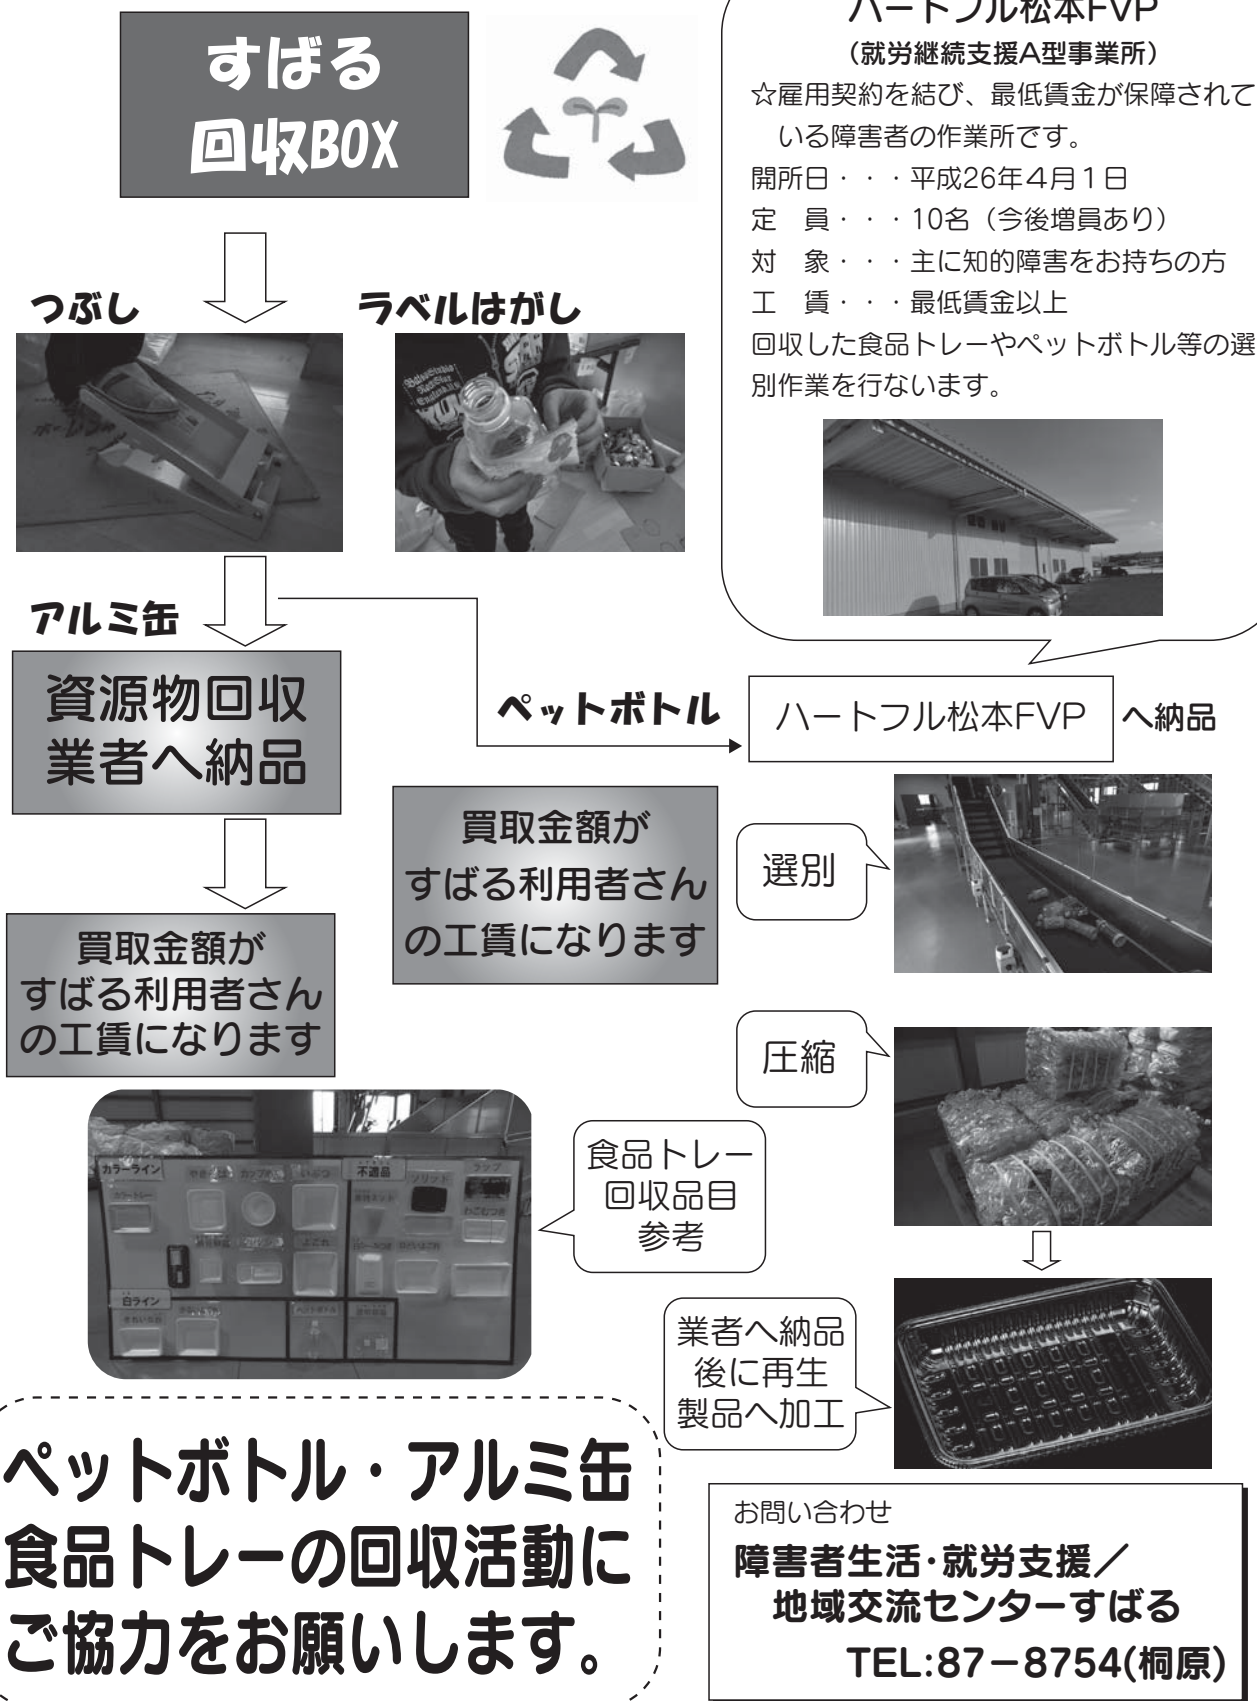 すばる
回収BOX
ハートフル松本FVP
（就労継続支援A型事業所）
☆雇用契約を結び、最低賃金が保障されて
いる障害者の作業所です。
開所日・・・平成26年４月１日
定　員・・・10名（今後増員あり）
対　象・・・主に知的障害をお持ちの方
工　賃・・・最低賃金以上
回収した食品トレーやペットボトル等の選
別作業を行ないます。
つぶし
ラベルはがし
アルミ缶
資源物回収
業者へ納品
ペットボトル
ハートフル松本FVP
へ納品
買取金額が
すばる利用者さん
の工賃になります
選別
買取金額が
すばる利用者さん
の工賃になります
圧縮
カラーライン
不適品
ラップ
カラートレー
白ライン
ペットボトル
食品トレー
回収品目
参考
業者へ納品
後に再生
製品へ加工
ペットボトル・アルミ缶
食品トレーの回収活動に
ご協力をお願いします。
お問い合わせ
障害者生活・就労支援／
地域交流センターすばる
TEL:87－8754(桐原)